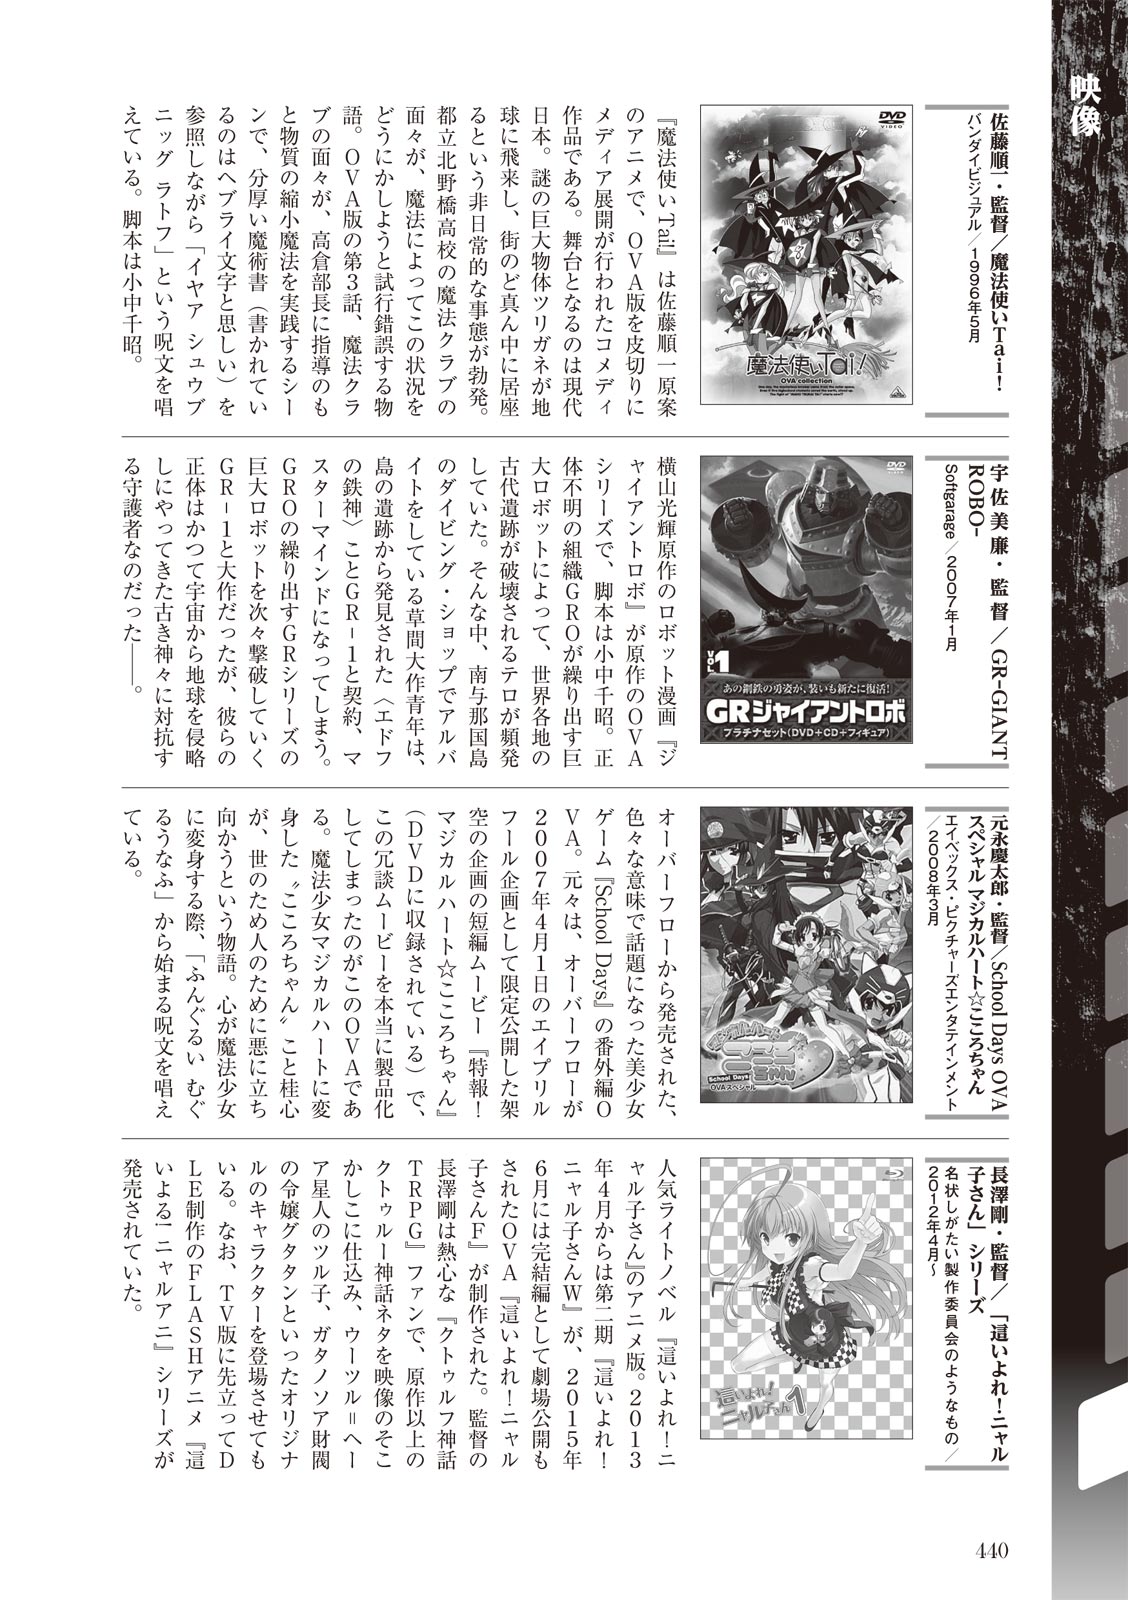 映像
佐藤順一・監督／魔法使いTai！
バンダイビジュアル／1996年5月
DVD
VIDEO
魔法使いTai!
OVA collection
『魔法使いTai!』は佐藤順一原案
のアニメで、OVA版を皮切りに
メディア展開が行われたコメディ
作品である。舞台となるのは現代
日本。謎の巨大物体ツリガネが地
球に飛来し、街のど真ん中に居座
るという非日常的な事態が勃発。
都立北野橋高校の魔法クラブの
面々が、魔法によってこの状況を
どうにかしようと試行錯誤する物
語。OVA版の第3話、魔法クラ
ブの面々が、高倉部長に指導のも
と物質の縮小魔法を実践するシー
ンで、分厚い魔術書（書かれてい
るのはヘブライ文字と思しい）を
参照しながら「イヤア シュウブ
ニッグ ラトフ」という呪文を唱
えている。脚本は小中千昭。
宇佐美廉・監督／GR-GIANT
ROBO-
Softgarage／2007年1月
DVD
VOL.1
あの鋼鉄の勇姿が、装いも新たに復活!
GRジャイアントロボ
プラチナセット(DVD+CD+フィギュア)
横山光輝原作のロボット漫画『ジ
ャイアントロボ』が原作のOVA
シリーズで、脚本は小中千昭。正
体不明の組織GROが繰り出す巨
大ロボットによって、世界各地の
古代遺跡が破壊されるテロが頻発
していた。そんな中、南与那国島
のダイビング・ショップでアルバ
イトをしている草間大作青年は、
島の遺跡から発見された〈エドフ
の鉄神〉ことGR-1と契約、マ
スターマインドになってしまう。
GROの繰り出すGRシリーズの
巨大ロボットを次々撃破していく
GR-1と大作だったが、彼らの
正体はかつて宇宙から地球を侵略
しにやってきた古き神々に対抗す
る守護者なのだった――。
元永慶太郎・監督／School Days OVA
スペシャル マジカルハート☆こころちゃん
エイベックス・ピクチャーズエンタテインメント
／2008年3月
マジカルハート☆
こころちゃん
School Days
OVAスペシャル
オーバーフローから発売された、
色々な意味で話題になった美少女
ゲーム『School Days』の番外編O
VA。元々は、オーバーフローが
2007年4月1日のエイプリル
フール企画として限定公開した架
空の企画の短編ムービー『特報！
マジカルハート☆こころちゃん』
（DVDに収録されている）で、
この冗談ムービーを本当に製品化
してしまったのがこのOVAであ
る。魔法少女マジカルハートに変
身した〝こころちゃん〟こと桂心
が、世のため人のために悪に立ち
向かうという物語。心が魔法少女
に変身する際、「ふんぐるい むぐ
るうなふ」から始まる呪文を唱え
ている。
長澤剛・監督／「這いよれ！ニャル
子さん」シリーズ
名状しがたい製作委員会のようなもの／
2012年4月〜
這いよれ!
ニャル子さん
1
人気ライトノベル『這いよれ！ニ
ャル子さん』のアニメ版。2013
年4月からは第二期『這いよれ！
ニャル子さんW』が、2015年
6月には完結編として劇場公開も
されたOVA『這いよれ！ニャル
子さんF』が制作された。監督の
長澤剛は熱心な『クトゥルフ神話
TRPG』ファンで、原作以上の
クトゥルー神話ネタを映像のそこ
かしこに仕込み、ウーツル＝ヘー
ア星人のツル子、ガタノソア財閥
の令嬢グタタンといったオリジナ
ルのキャラクターを登場させても
いる。なお、TV版に先立ってD
LE制作のFLASHアニメ『這
いよる！ニャルアニ』シリーズが
発売されていた。
440